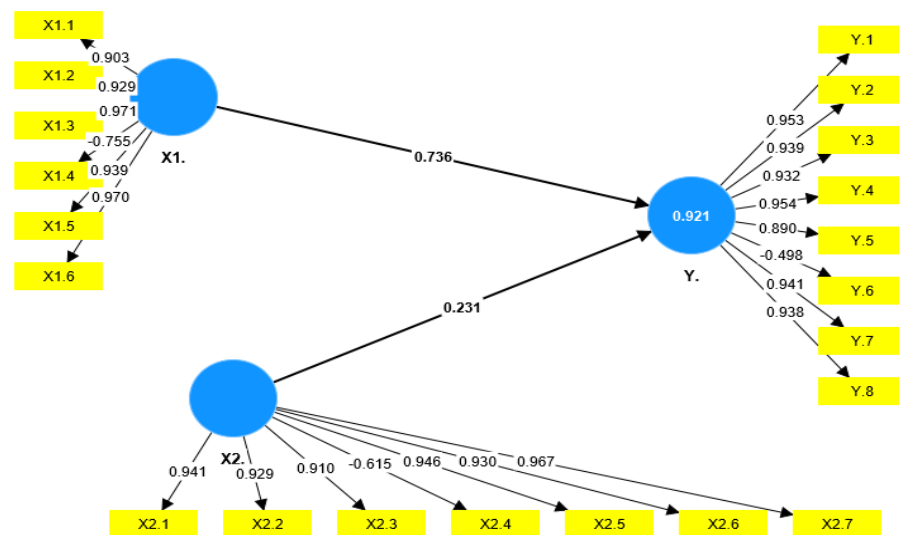 X1.1
X1.2
X1.3
X1.4
X1.5
X1.6
0.903
0.929
0.971
-0.755
0.939
0.970
X1.
0.736
0.231
0.921
Y.
0.953
0.939
0.932
0.954
0.890
-0.498
0.941
0.938
Y.1
Y.2
Y.3
Y.4
Y.5
Y.6
Y.7
Y.8
X2.
0.941
0.929
0.910
-0.615
0.946
0.930
0.967
X2.1
X2.2
X2.3
X2.4
X2.5
X2.6
X2.7